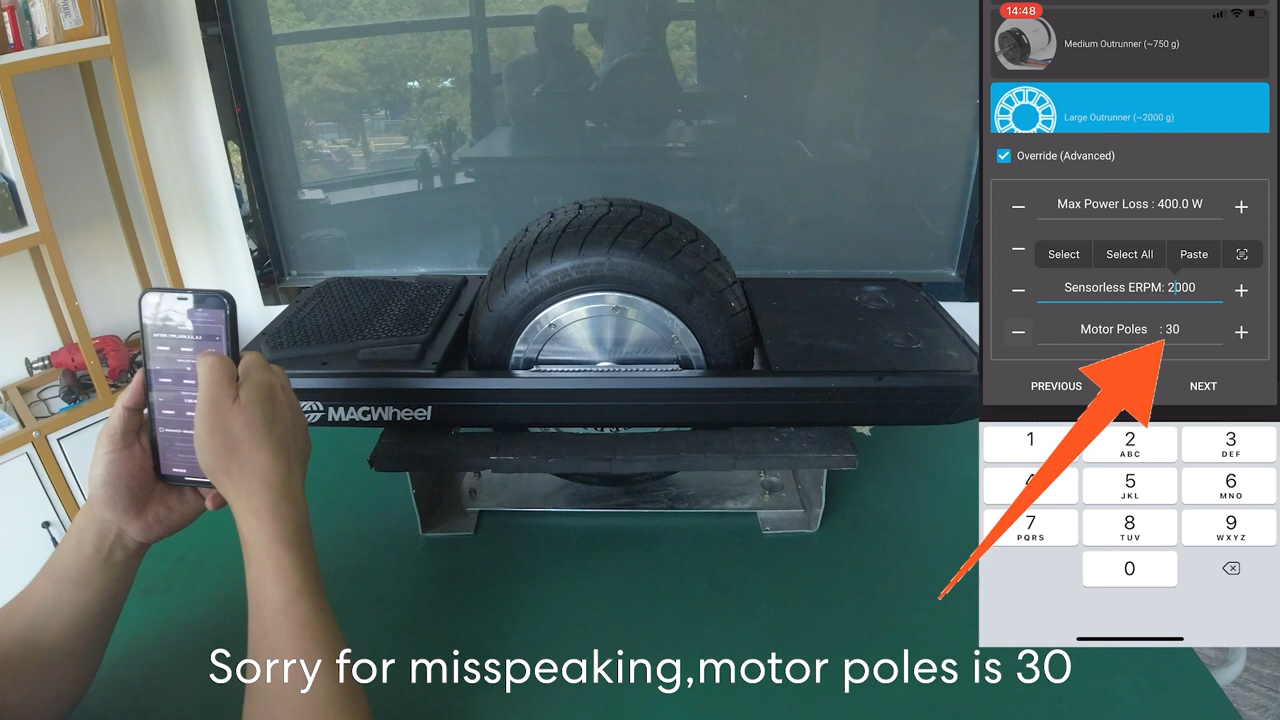 14:48
Medium Outrunner (~750 g)
Large Outrunner (~2000 g)
Override (Advanced)
− Max Power Loss : 400.0 W +
Select Select All Paste
− Sensorless ERPM: 2000 +
− Motor Poles : 30 +
PREVIOUS NEXT
1 2 3
ABC DEF
4 5 6
JKL MNO
7 8 9
PQRS TUV WXYZ
0
MAGWheel
Sorry for misspeaking,motor poles is 30